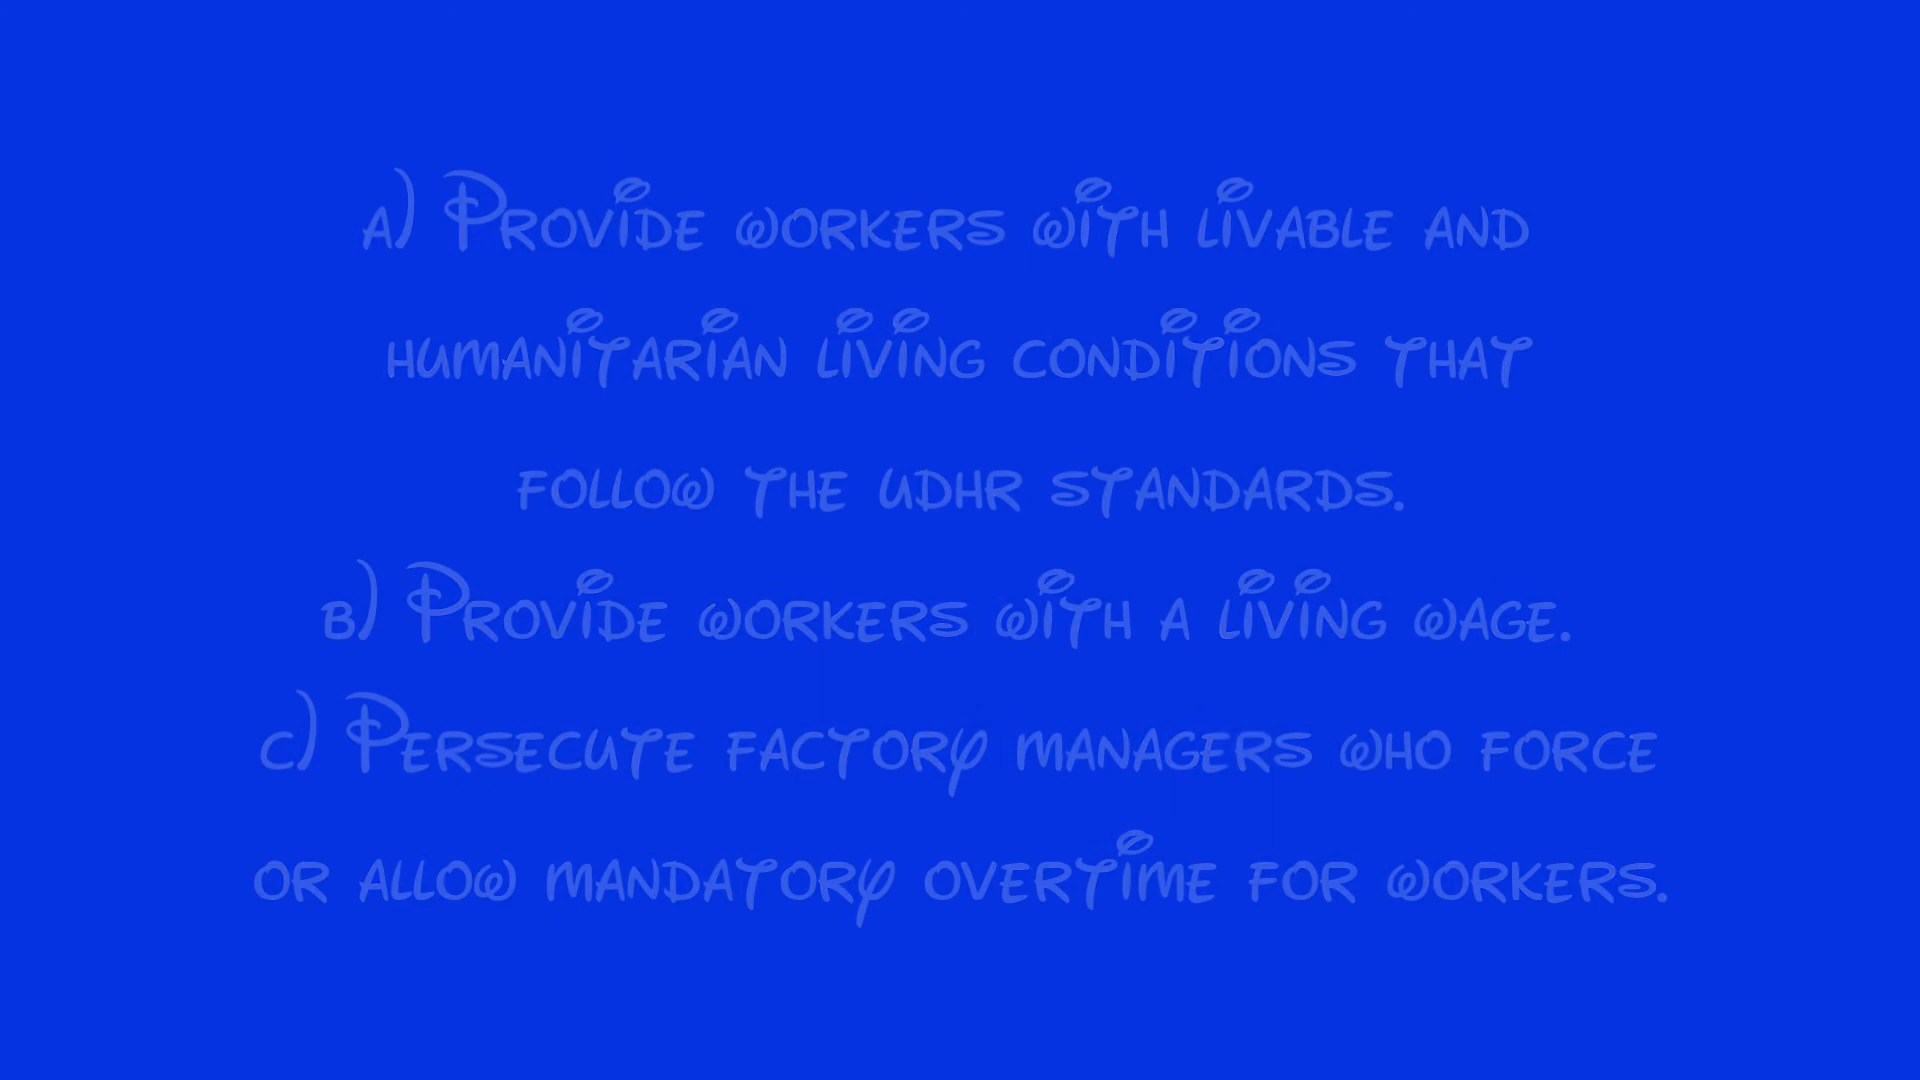 a) Provide workers with livable and
humanitarian living conditions that
follow the UDHR standards.
b) Provide workers with a living wage.
c) Persecute factory managers who force
or allow mandatory overtime for workers.